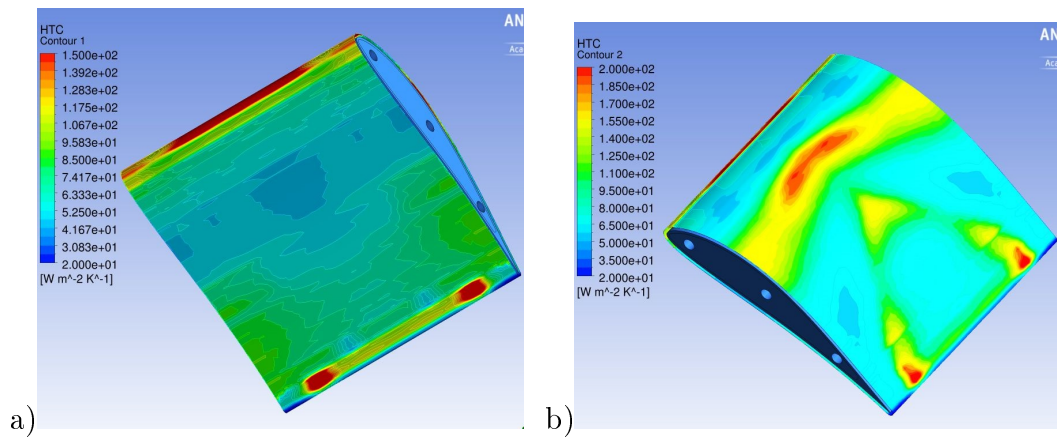 AN
Aca
HTC
Contour 1
1.500e+02
1.392e+02
1.283e+02
1.175e+02
1.067e+02
9.583e+01
8.500e+01
7.417e+01
6.333e+01
5.250e+01
4.167e+01
3.083e+01
2.000e+01
[W m^-2 K^-1]
a)
AN
Aca
HTC
Contour 2
2.000e+02
1.850e+02
1.700e+02
1.550e+02
1.400e+02
1.250e+02
1.100e+02
9.500e+01
8.000e+01
6.500e+01
5.000e+01
3.500e+01
2.000e+01
[W m^-2 K^-1]
b)